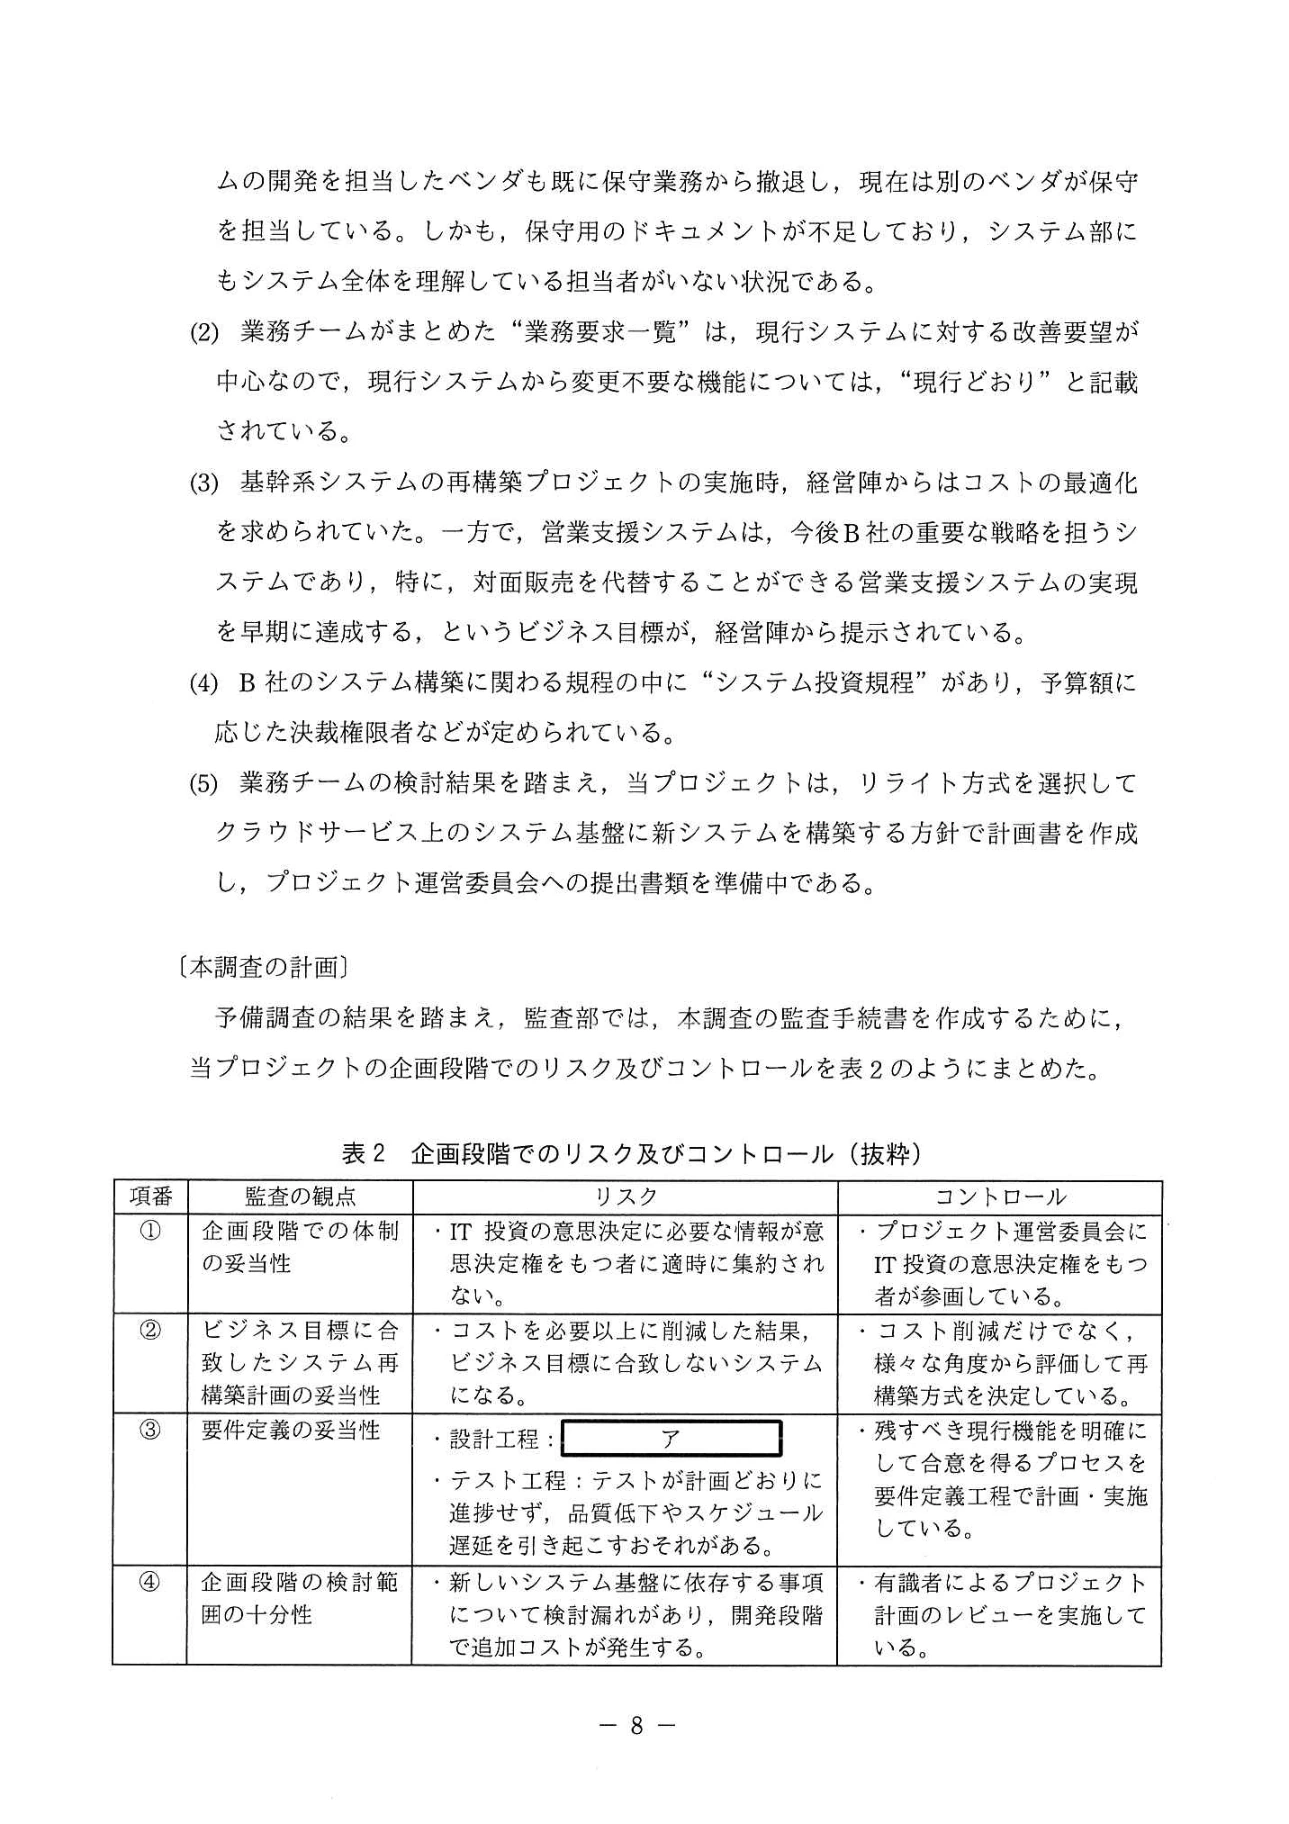 ムの開発を担当したベンダも既に保守業務から撤退し，現在は別のベンダが保守
を担当している。しかも，保守用のドキュメントが不足しており，システム部に
もシステム全体を理解している担当者がいない状況である。
(2) 業務チームがまとめた“業務要求一覧”は，現行システムに対する改善要望が
中心なので，現行システムから変更不要な機能については，“現行どおり”と記載
されている。
(3) 基幹系システムの再構築プロジェクトの実施時，経営陣からはコストの最適化
を求められていた。一方で，営業支援システムは，今後B社の重要な戦略を担うシ
ステムであり，特に，対面販売を代替することができる営業支援システムの実現
を早期に達成する，というビジネス目標が，経営陣から提示されている。
(4) B 社のシステム構築に関わる規程の中に“システム投資規程”があり，予算額に
応じた決裁権限者などが定められている。
(5) 業務チームの検討結果を踏まえ，当プロジェクトは，リライト方式を選択して
クラウドサービス上のシステム基盤に新システムを構築する方針で計画書を作成
し，プロジェクト運営委員会への提出書類を準備中である。
〔本調査の計画〕
予備調査の結果を踏まえ，監査部では，本調査の監査手続書を作成するために，
当プロジェクトの企画段階でのリスク及びコントロールを表2のようにまとめた。
表2 企画段階でのリスク及びコントロール（抜粋）
項番 監査の観点 リスク コントロール
① 企画段階での体制
の妥当性
・IT 投資の意思決定に必要な情報が意
思決定権をもつ者に適時に集約され
ない。
・プロジェクト運営委員会に
IT 投資の意思決定権をもつ
者が参画している。
② ビジネス目標に合
致したシステム再
構築計画の妥当性
・コストを必要以上に削減した結果，
ビジネス目標に合致しないシステム
になる。
・コスト削減だけでなく，
様々な角度から評価して再
構築方式を決定している。
③ 要件定義の妥当性
・設計工程： ア
・テスト工程：テストが計画どおりに
進捗せず，品質低下やスケジュール
遅延を引き起こすおそれがある。
・残すべき現行機能を明確に
して合意を得るプロセスを
要件定義工程で計画・実施
している。
④ 企画段階の検討範
囲の十分性
・新しいシステム基盤に依存する事項
について検討漏れがあり，開発段階
で追加コストが発生する。
・有識者によるプロジェクト
計画のレビューを実施して
いる。
－ 8 －